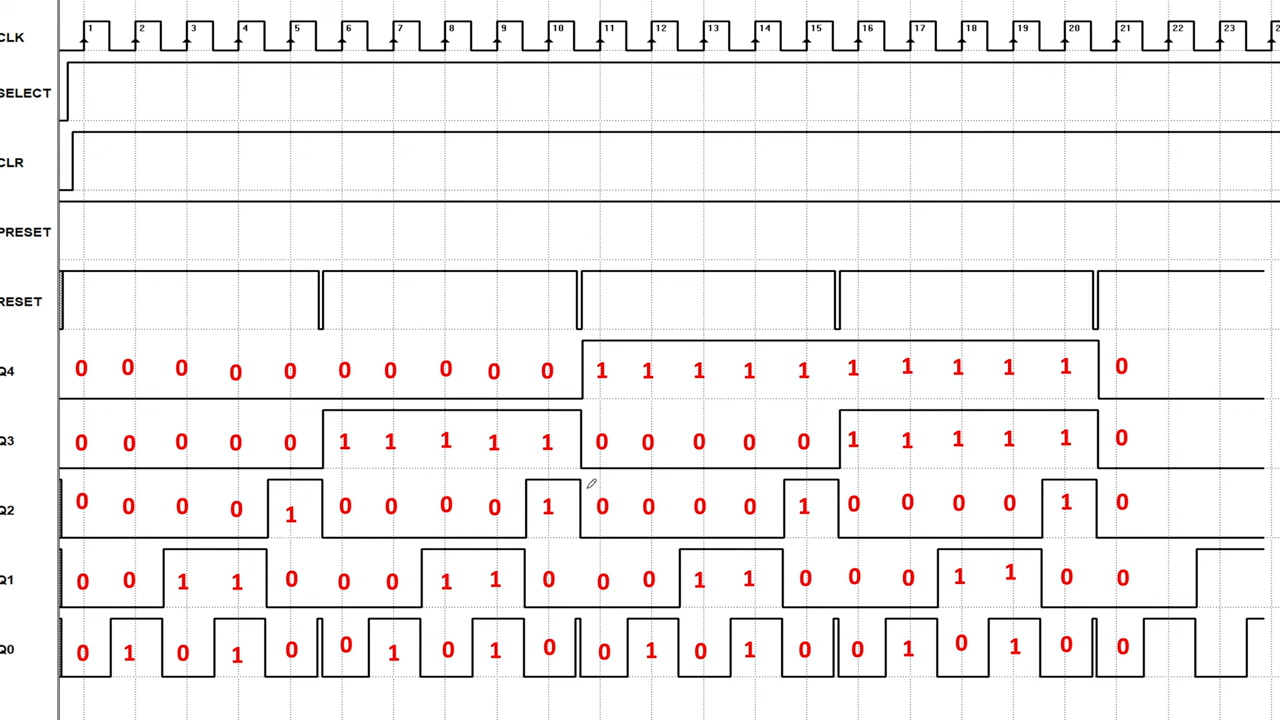 CLK 1 2 3 4 5 6 7 8 9 10 11 12 13 14 15 16 17 18 19 20 21 22 23
SELECT
CLR
PRESET
RESET
Q4 0 0 0 0 0 0 0 0 0 0 1 1 1 1 1 1 1 1 1 1 0
Q3 0 0 0 0 0 1 1 1 1 1 0 0 0 0 0 1 1 1 1 1 0
Q2 0 0 0 0 1 0 0 0 0 1 0 0 0 0 1 0 0 0 0 1 0
Q1 0 0 1 1 0 0 0 1 1 0 0 0 1 1 0 0 0 1 1 0 0
Q0 0 1 0 1 0 0 1 0 1 0 0 1 0 1 0 0 1 0 1 0 0